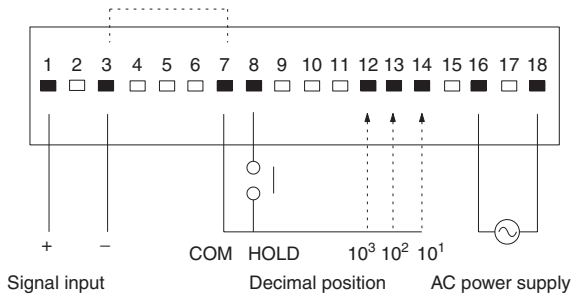 1 2 3 4 5 6 7 8 9 10 11 12 13 14 15 16 17 18
+ −
COM HOLD 10³ 10² 10¹
Signal input Decimal position AC power supply